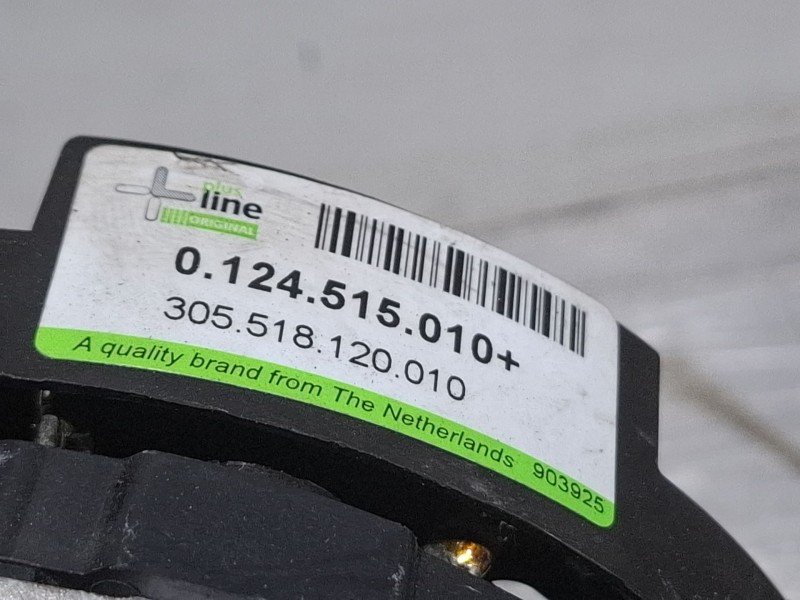 plus
line
ORIGINAL
0.124.515.010+
305.518.120.010
A quality brand from The Netherlands 903925